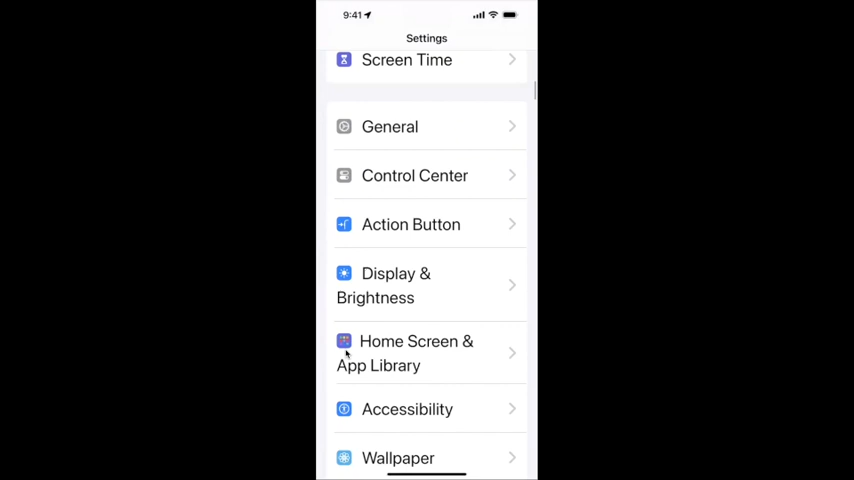 9:41
Settings
Screen Time
General
Control Center
Action Button
Display &
Brightness
Home Screen &
App Library
Accessibility
Wallpaper